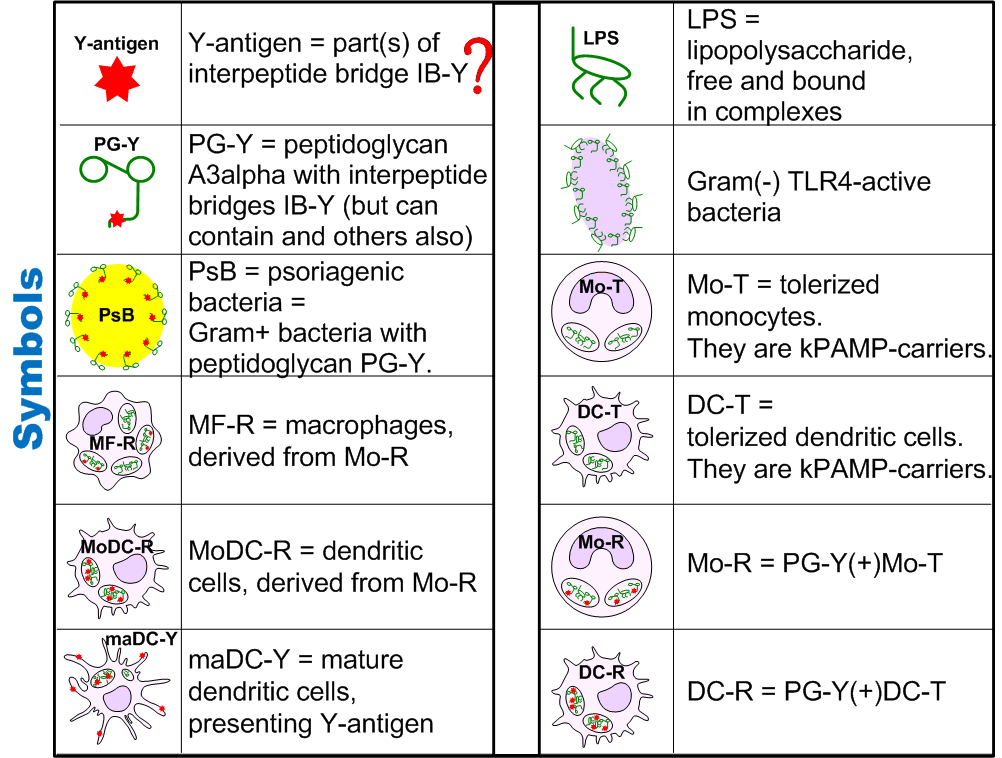 Symbols
Y-antigen
Y-antigen = part(s) of
interpeptide bridge IB-Y
?
PG-Y
PG-Y = peptidoglycan
A3alpha with interpeptide
bridges IB-Y (but can
contain and others also)
PsB
PsB = psoriagenic
bacteria =
Gram+ bacteria with
peptidoglycan PG-Y.
MF-R
MF-R = macrophages,
derived from Mo-R
MoDC-R
MoDC-R = dendritic
cells, derived from Mo-R
maDC-Y
maDC-Y = mature
dendritic cells,
presenting Y-antigen
LPS
LPS =
lipopolysaccharide,
free and bound
in complexes
Gram(-) TLR4-active
bacteria
Mo-T
Mo-T = tolerized
monocytes.
They are kPAMP-carriers.
DC-T
DC-T =
tolerized dendritic cells.
They are kPAMP-carriers.
Mo-R
Mo-R = PG-Y(+)Mo-T
DC-R
DC-R = PG-Y(+)DC-T